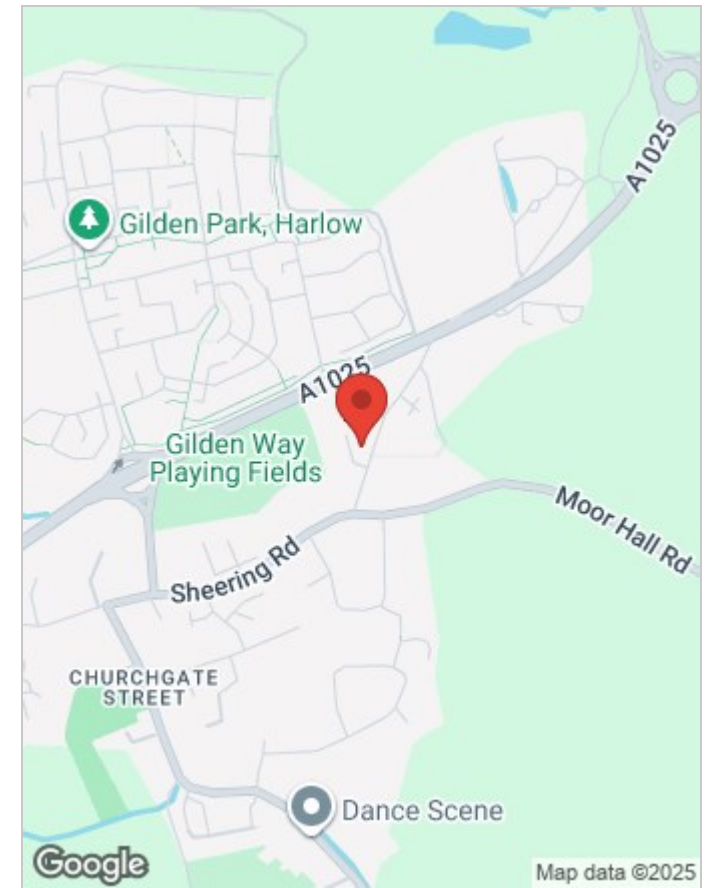 A1025
Gilden Park, Harlow
A1025
Gilden Way
Playing Fields
Moor Hall Rd
Sheering Rd
CHURCHGATE
STREET
Dance Scene
Google
Map data ©2025